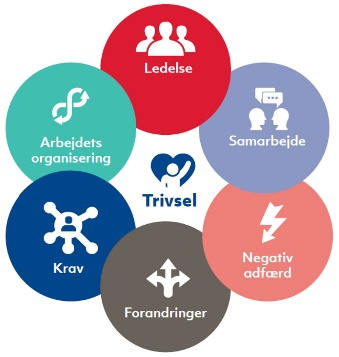 Ledelse
Samarbejde
Negativ
adfærd
Forandringer
Krav
Arbejdets
organisering
Trivsel